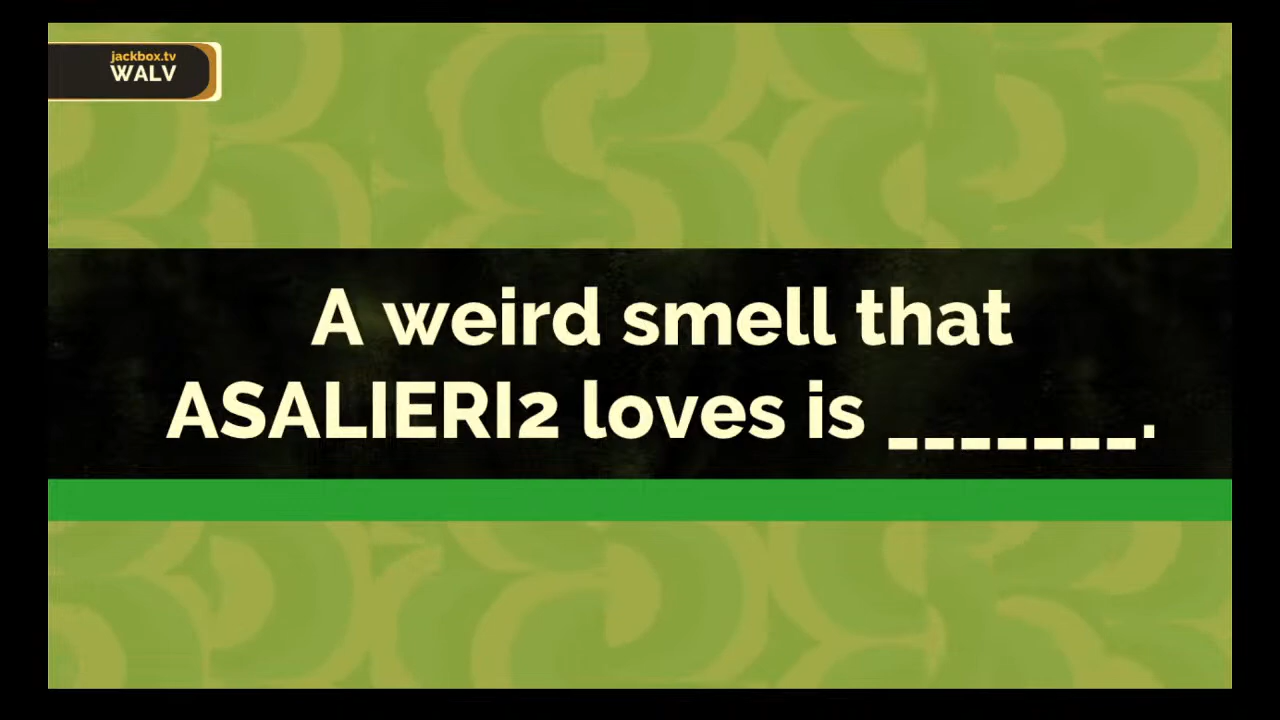 jackbox.tv
WALV
A weird smell that
ASALIERI2 loves is _______.